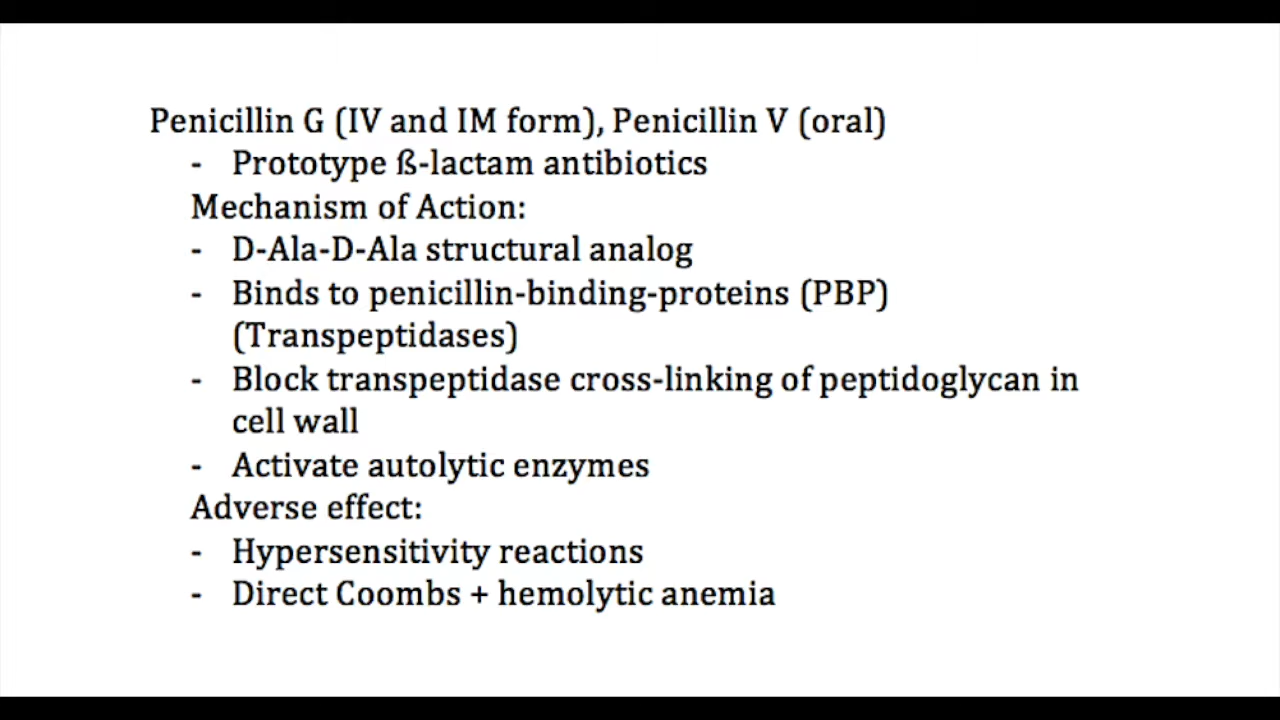 Penicillin G (IV and IM form), Penicillin V (oral)
- Prototype ß-lactam antibiotics
Mechanism of Action:
- D-Ala-D-Ala structural analog
- Binds to penicillin-binding-proteins (PBP)
(Transpeptidases)
- Block transpeptidase cross-linking of peptidoglycan in
cell wall
- Activate autolytic enzymes
Adverse effect:
- Hypersensitivity reactions
- Direct Coombs + hemolytic anemia